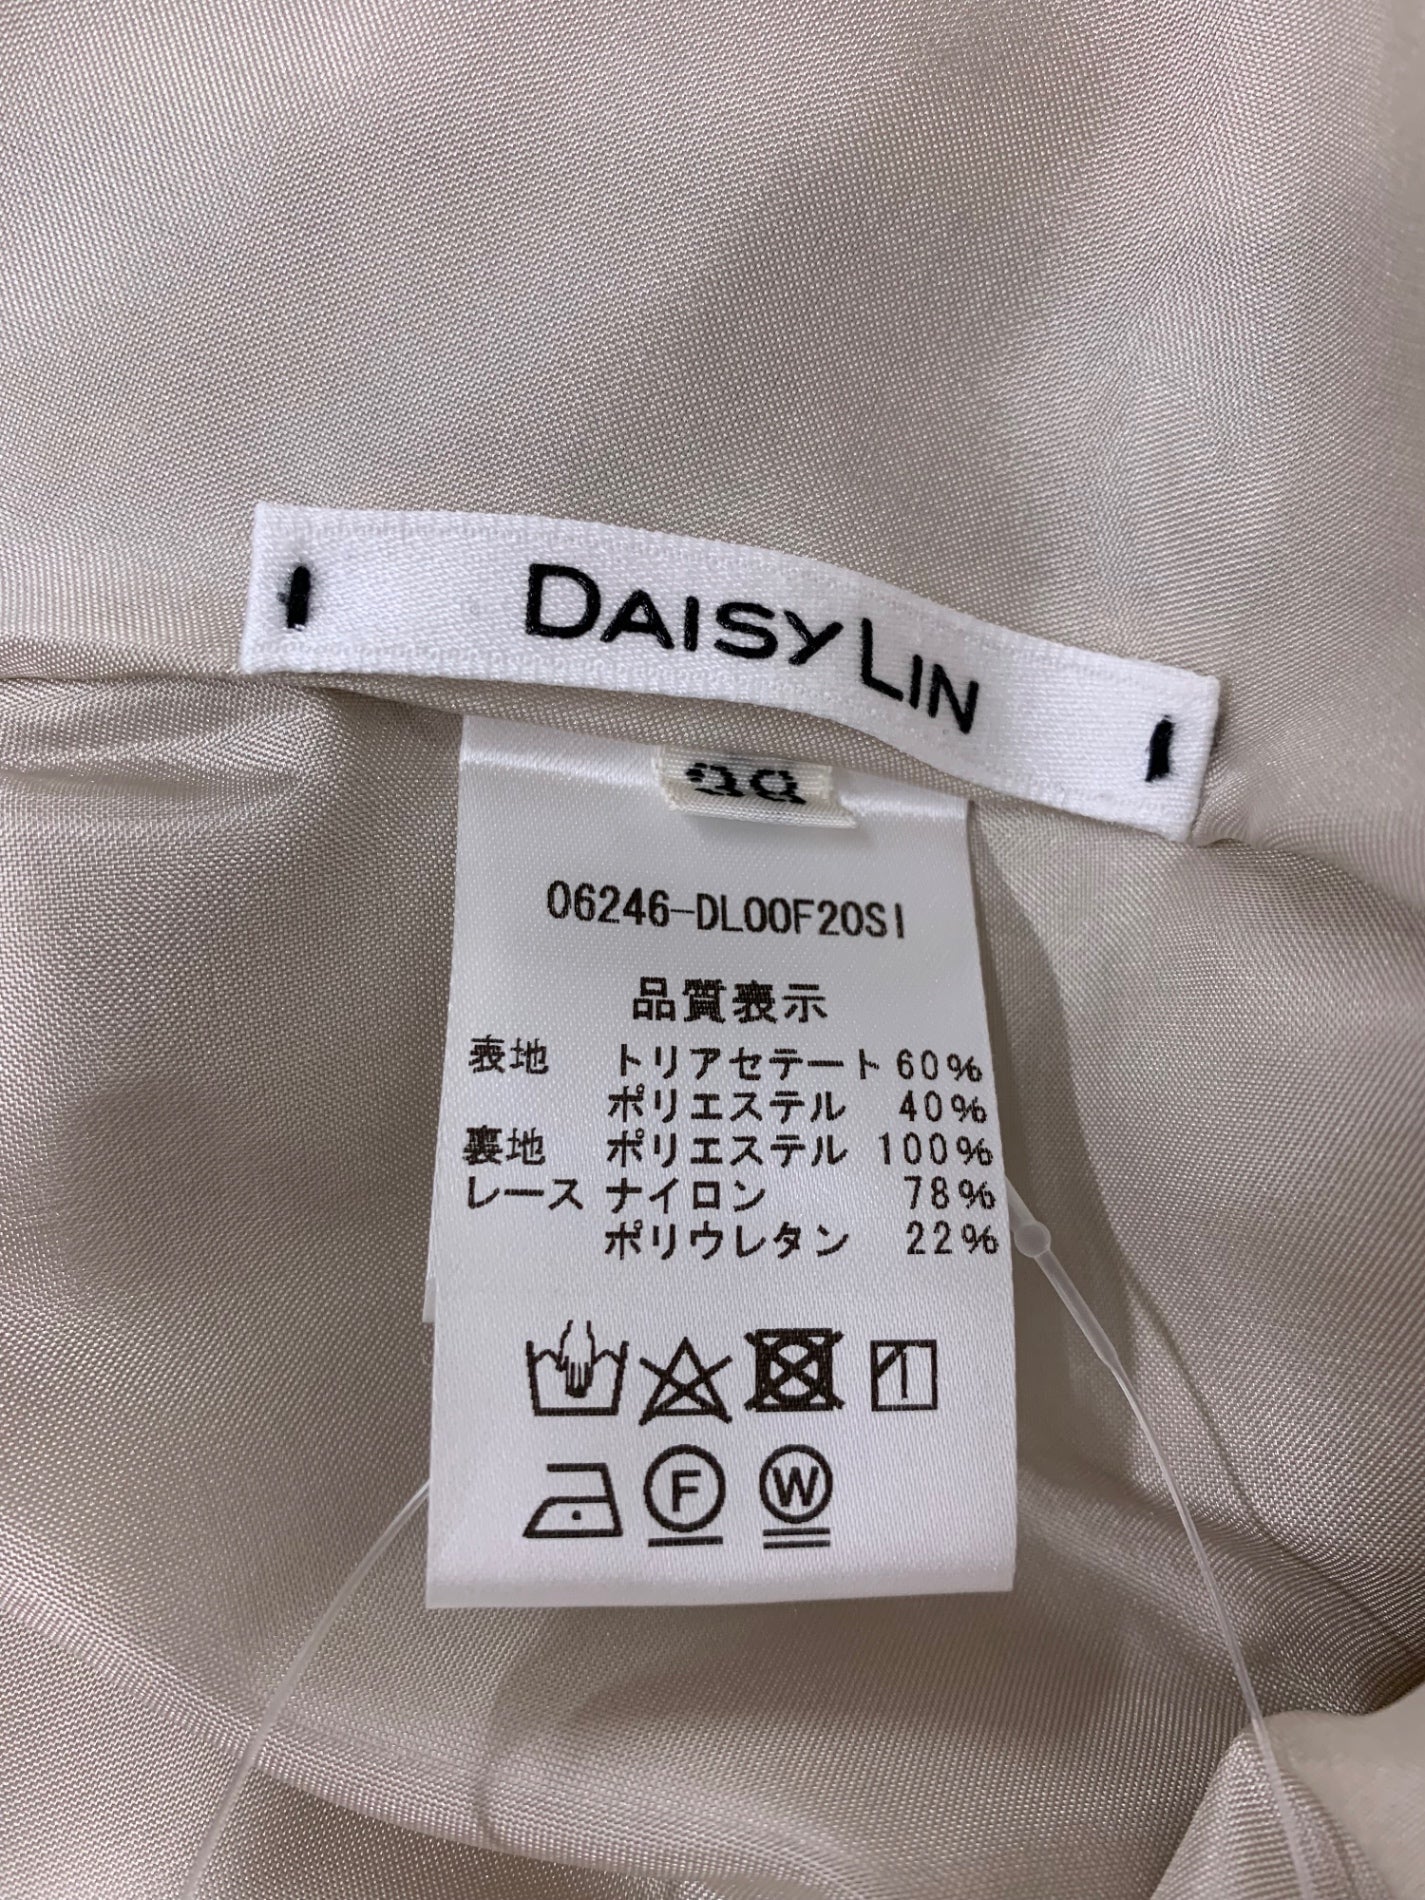 DAISY LIN
06246-DL00F20SI
品質表示
表地 トリアセテート 60%
ポリエステル 40%
裏地 ポリエステル 100%
レース ナイロン 78%
ポリウレタン 22%
F W